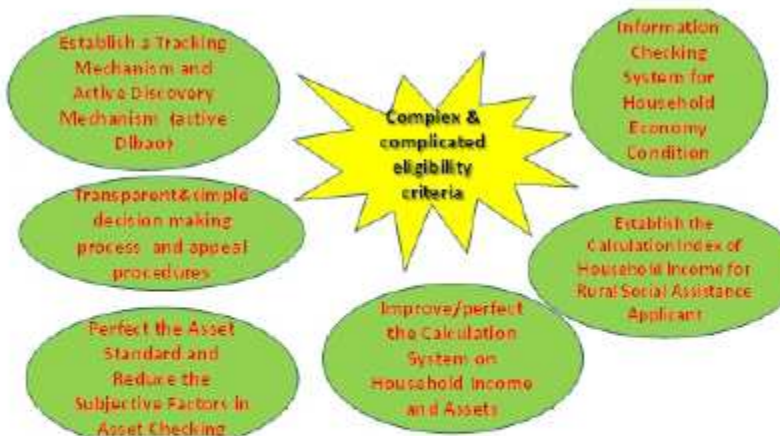 Establish a Tracking
Mechanism and
Active Discovery
Mechanism (active
Dibao)
Complex &
complicated
eligibility
criteria
Information
Checking
System for
Household
Economy
Condition
Transparent&simple
decision making
process and appeal
procedures
Establish the
Calculation Index of
Household Income for
Rural Social Assistance
Applicant
Perfect the Asset
Standard and
Reduce the
Subjective Factors in
Asset Checking
Improve/perfect
the Calculation
System on
Household Income
and Assets